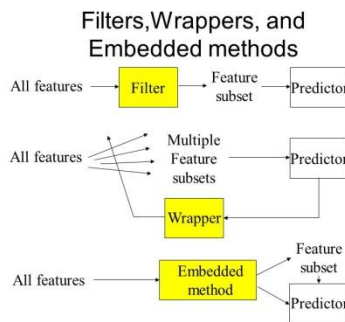 Filters,Wrappers, and
Embedded methods
All features
Filter
Feature
subset
Predictor
All features
Multiple
Feature
subsets
Predictor
Wrapper
All features
Embedded
method
Feature
subset
Predictor